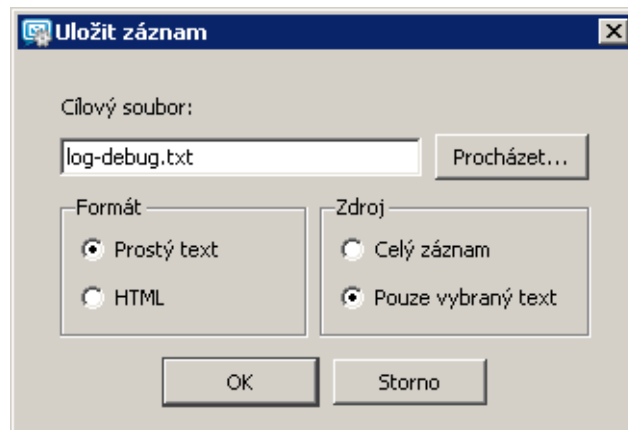 Uložit záznam
Cílový soubor:
log-debug.txt
Procházet...
Formát
Prostý text
HTML
Zdroj
Celý záznam
Pouze vybraný text
OK
Storno